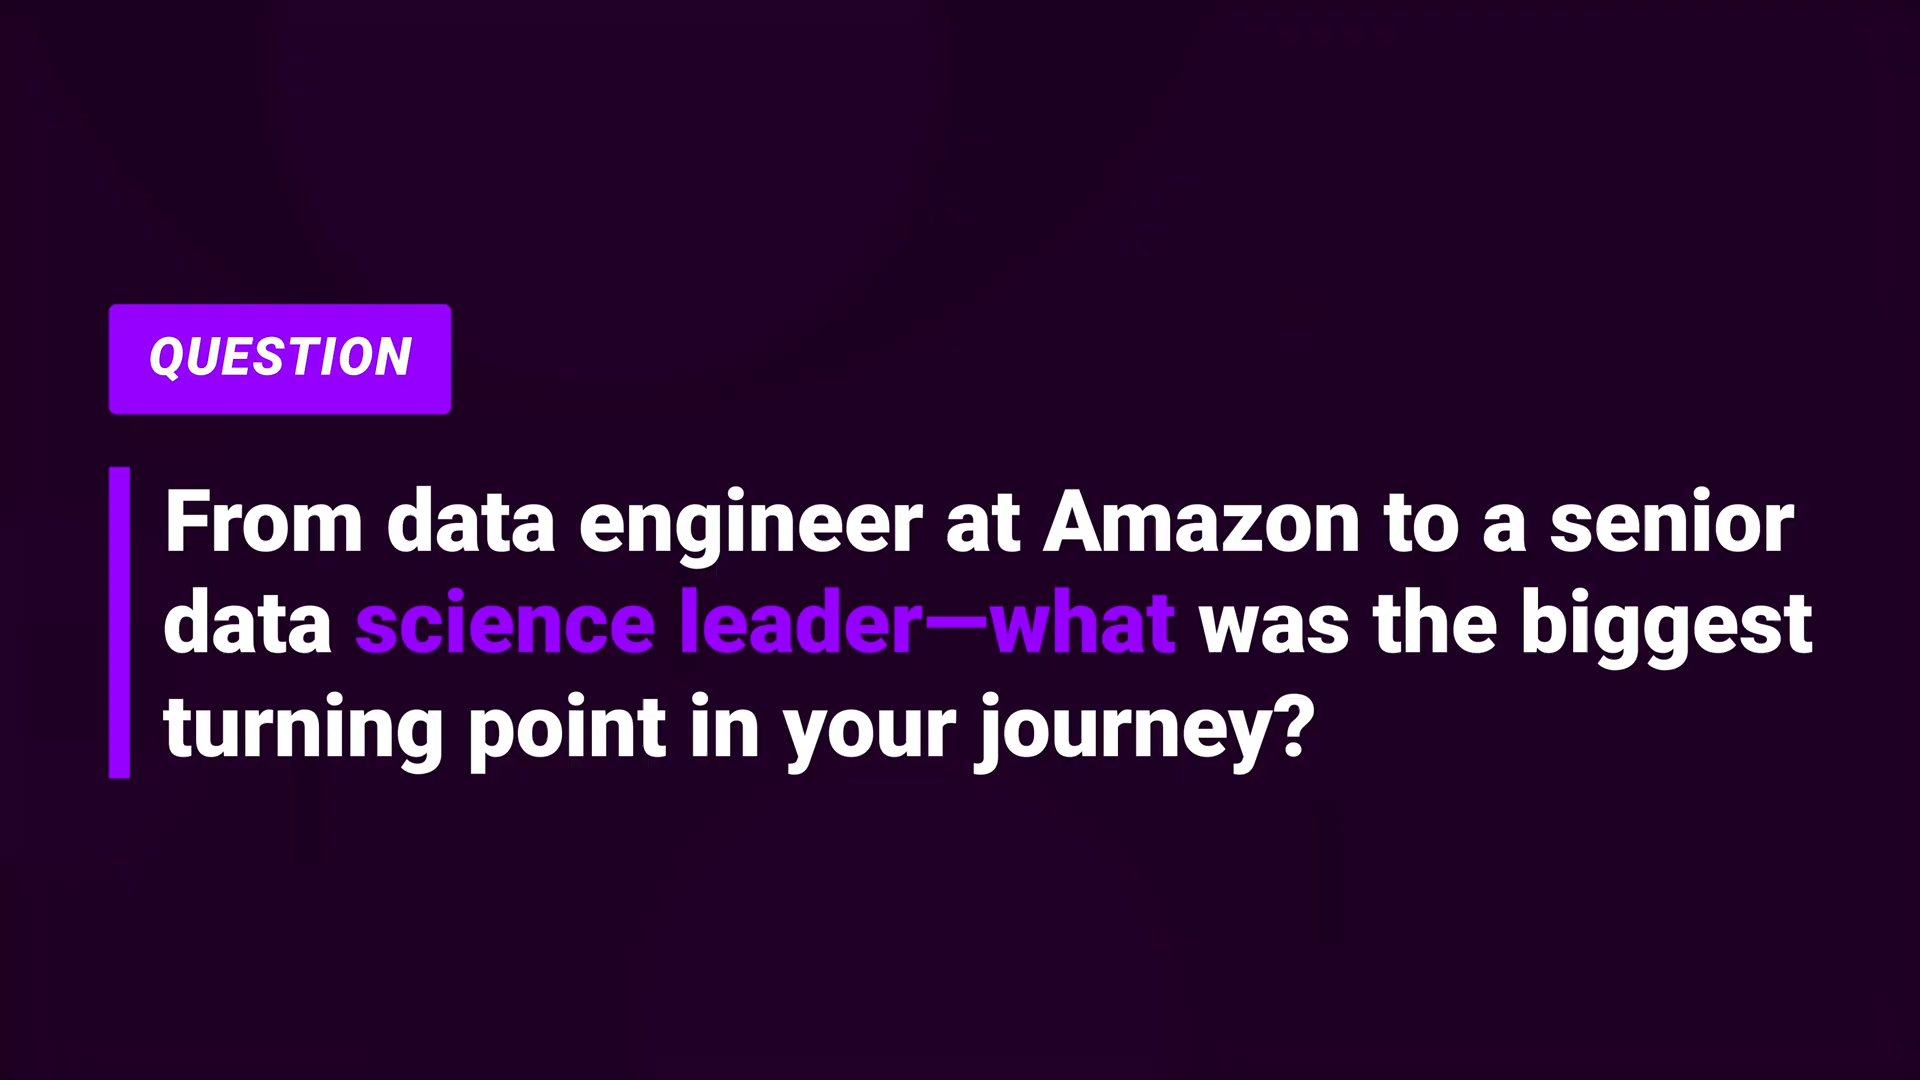 QUESTION
From data engineer at Amazon to a senior
data science leader—what was the biggest
turning point in your journey?